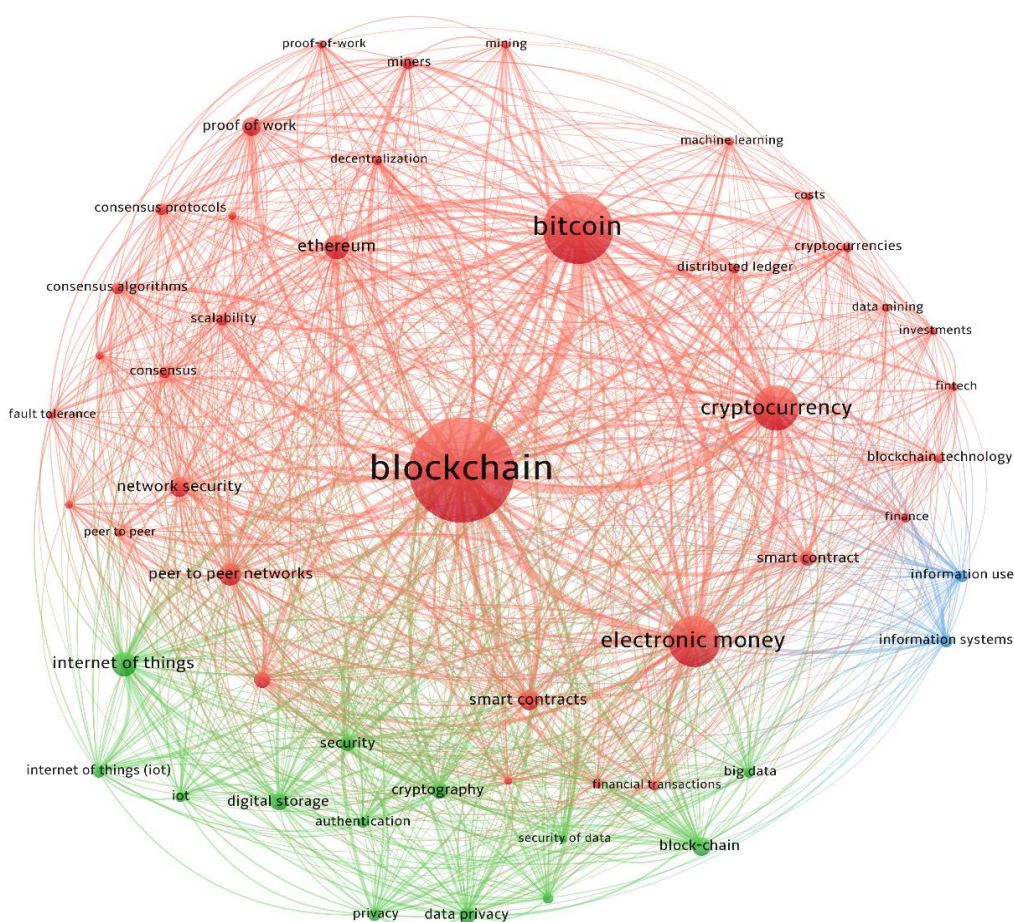 proof-of-work
mining
miners
proof of work
machine learning
decentralization
costs
consensus protocols
bitcoin
ethereum
cryptocurrencies
distributed ledger
consensus algorithms
data mining
scalability
investments
consensus
fintech
cryptocurrency
fault tolerance
blockchain technology
blockchain
network security
finance
peer to peer
smart contract
peer to peer networks
information use
electronic money
information systems
internet of things
smart contracts
security
internet of things (iot)
big data
financial transactions
cryptography
iot
digital storage
authentication
security of data
block-chain
privacy
data privacy